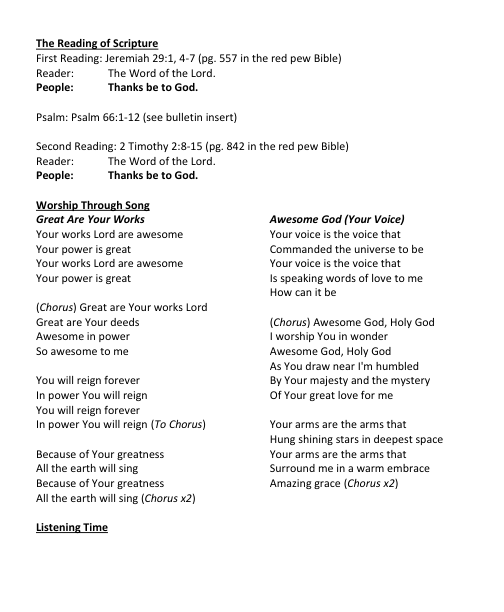 The Reading of Scripture
First Reading: Jeremiah 29:1, 4-7 (pg. 557 in the red pew Bible)
Reader: The Word of the Lord.
People: Thanks be to God.
Psalm: Psalm 66:1-12 (see bulletin insert)
Second Reading: 2 Timothy 2:8-15 (pg. 842 in the red pew Bible)
Reader: The Word of the Lord.
People: Thanks be to God.
Worship Through Song
Great Are Your Works
Your works Lord are awesome
Your power is great
Your works Lord are awesome
Your power is great
(Chorus) Great are Your works Lord
Great are Your deeds
Awesome in power
So awesome to me
You will reign forever
In power You will reign
You will reign forever
In power You will reign (To Chorus)
Because of Your greatness
All the earth will sing
Because of Your greatness
All the earth will sing (Chorus x2)
Awesome God (Your Voice)
Your voice is the voice that
Commanded the universe to be
Your voice is the voice that
Is speaking words of love to me
How can it be
(Chorus) Awesome God, Holy God
I worship You in wonder
Awesome God, Holy God
As You draw near I'm humbled
By Your majesty and the mystery
Of Your great love for me
Your arms are the arms that
Hung shining stars in deepest space
Your arms are the arms that
Surround me in a warm embrace
Amazing grace (Chorus x2)
Listening Time